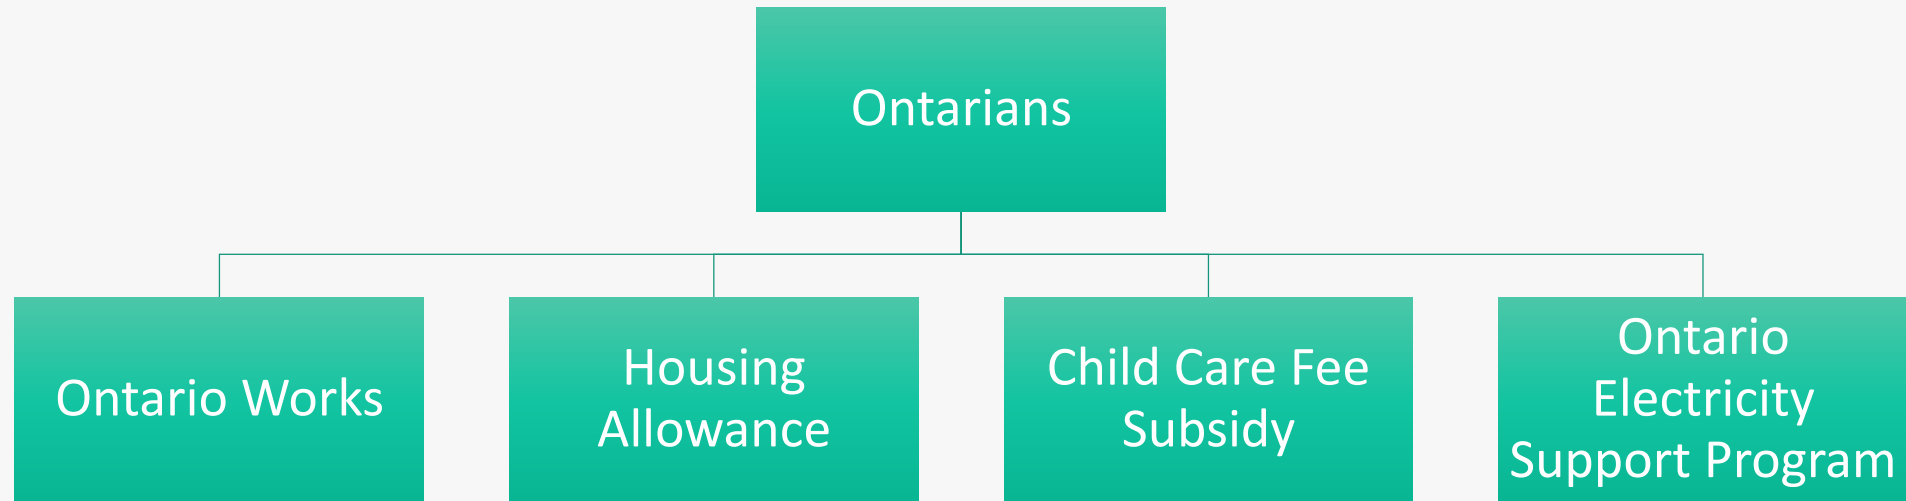 Ontarians
Ontario Works
Housing
Allowance
Child Care Fee
Subsidy
Ontario
Electricity
Support Program